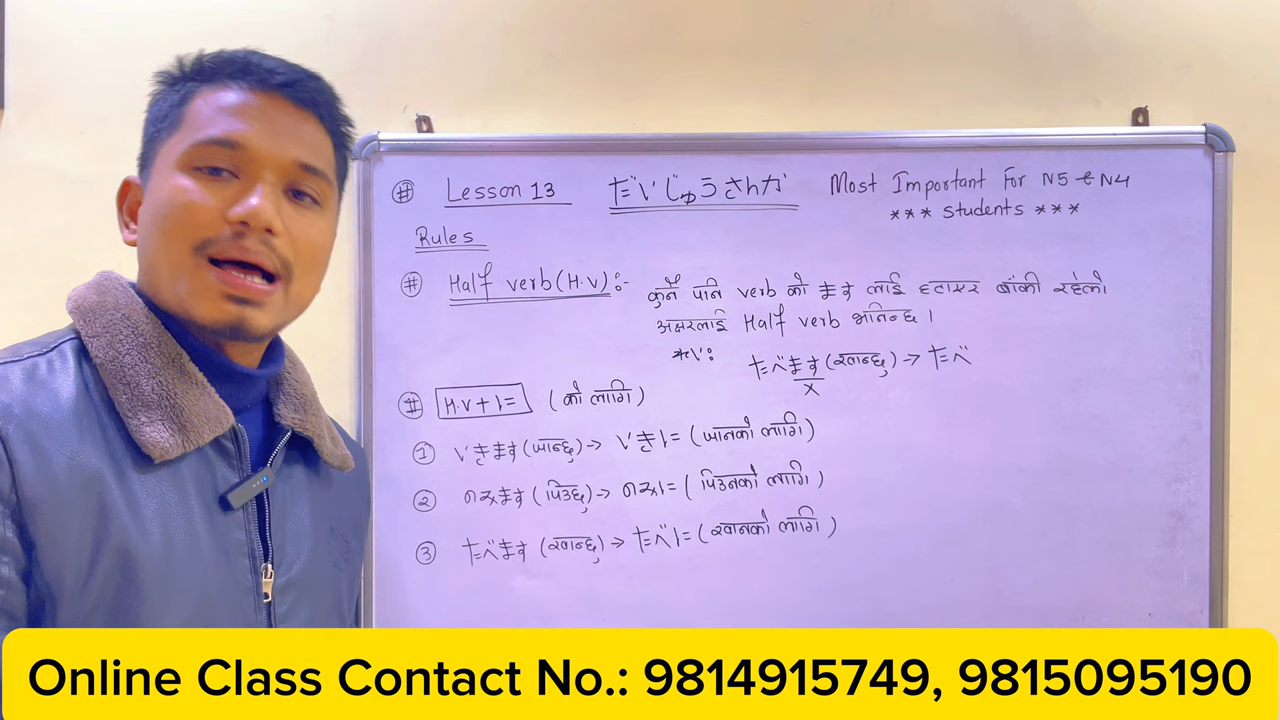 # Lesson 13 だいじゅうさんか Most Important For N5 & N4
*** students ***
Rules
# Half verb (H.V) :- कुनै पनि verb को ます लाई हटाएर बाँकी रहेको
अक्षरलाई Half verb भनिन्छ ।
たべます (खान्छु) → たべ
X
# H.V + に (को लागि)
① いきます (जान्छु) → いきに (जानको लागि)
② のみます (पिउछु) → のみに (पिउनको लागि)
③ たべます (खान्छु) → たべに (खानको लागि)
Online Class Contact No.: 9814915749, 9815095190